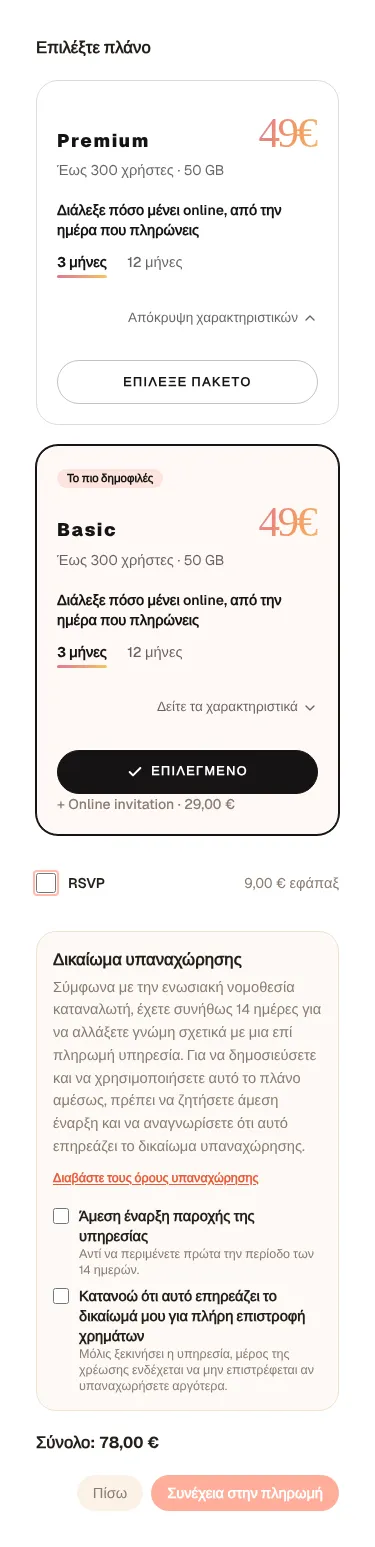 Επιλέξτε πλάνο
Premium
49€
Έως 300 χρήστες · 50 GB
Διάλεξε πόσο μένει online, από την
ημέρα που πληρώνεις
3 μήνες 12 μήνες
Απόκρυψη χαρακτηριστικών
ΕΠΙΛΕΞΕ ΠΑΚΕΤΟ
Το πιο δημοφιλές
Basic
49€
Έως 300 χρήστες · 50 GB
Διάλεξε πόσο μένει online, από την
ημέρα που πληρώνεις
3 μήνες 12 μήνες
Δείτε τα χαρακτηριστικά
ΕΠΙΛΕΓΜΕΝΟ
+ Online invitation · 29,00 €
RSVP 9,00 € εφάπαξ
Δικαίωμα υπαναχώρησης
Σύμφωνα με την ενωσιακή νομοθεσία
καταναλωτή, έχετε συνήθως 14 ημέρες για
να αλλάξετε γνώμη σχετικά με μια επί
πληρωμή υπηρεσία. Για να δημοσιεύσετε
και να χρησιμοποιήσετε αυτό το πλάνο
αμέσως, πρέπει να ζητήσετε άμεση
έναρξη και να αναγνωρίσετε ότι αυτό
επηρεάζει το δικαίωμα υπαναχώρησης.
Διαβάστε τους όρους υπαναχώρησης
Άμεση έναρξη παροχής της
υπηρεσίας
Αντί να περιμένετε πρώτα την περίοδο των
14 ημερών.
Κατανοώ ότι αυτό επηρεάζει το
δικαίωμά μου για πλήρη επιστροφή
χρημάτων
Μόλις ξεκινήσει η υπηρεσία, μέρος της
χρέωσης ενδέχεται να μην επιστρέφεται αν
υπαναχωρήσετε αργότερα.
Σύνολο: 78,00 €
Πίσω Συνέχεια στην πληρωμή